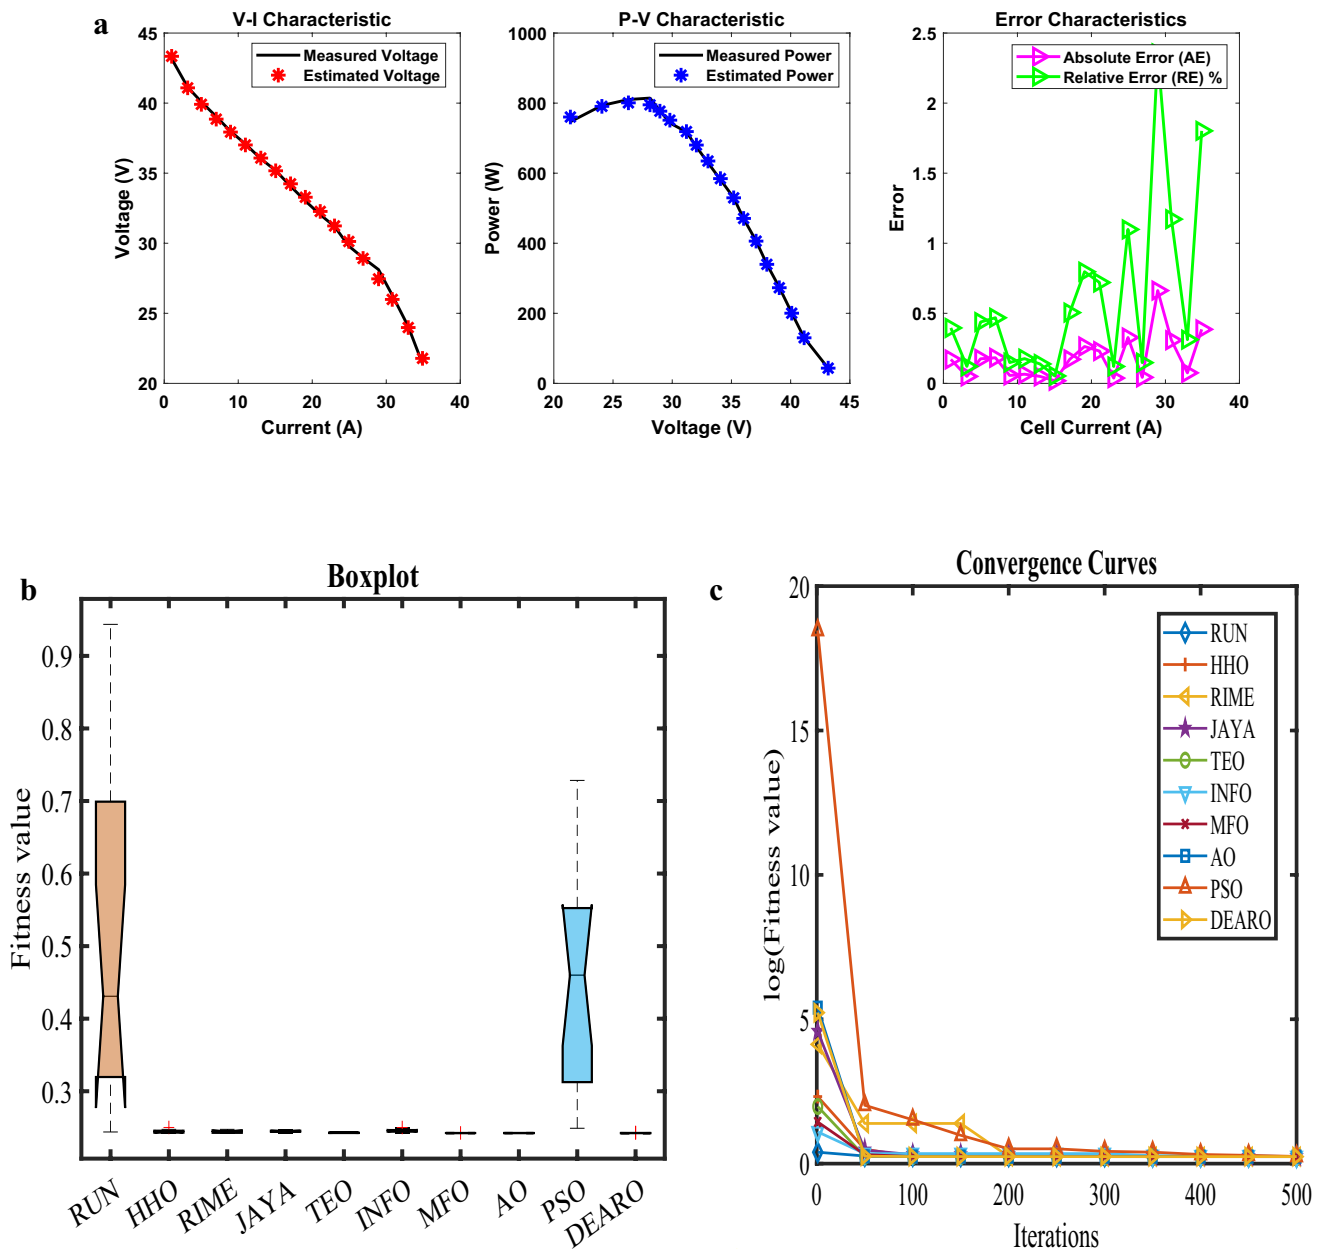 a
V-I Characteristic
45
40
35
30
25
20
0 10 20 30 40
Voltage (V)
Current (A)
Measured Voltage
Estimated Voltage
P-V Characteristic
1000
800
600
400
200
0
20 25 30 35 40 45
Power (W)
Voltage (V)
Measured Power
Estimated Power
Error Characteristics
2.5
2
1.5
1
0.5
0
0 10 20 30 40
Error
Cell Current (A)
Absolute Error (AE)
Relative Error (RE) %
b
Boxplot
0.9
0.8
0.7
0.6
0.5
0.4
0.3
Fitness value
RUN HHO RIME JAYA TEO INFO MFO AO PSO DEARO
c
Convergence Curves
20
15
10
5
0
0 100 200 300 400 500
log(Fitness value)
Iterations
RUN
HHO
RIME
JAYA
TEO
INFO
MFO
AO
PSO
DEARO